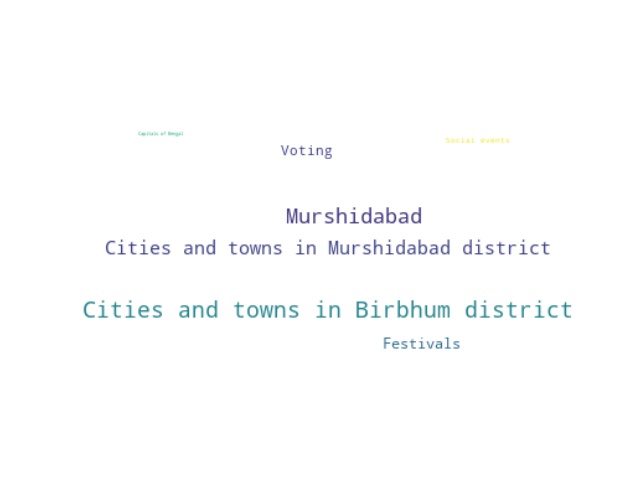 Capitals of Bengal
Social events
Voting
Murshidabad
Cities and towns in Murshidabad district
Cities and towns in Birbhum district
Festivals